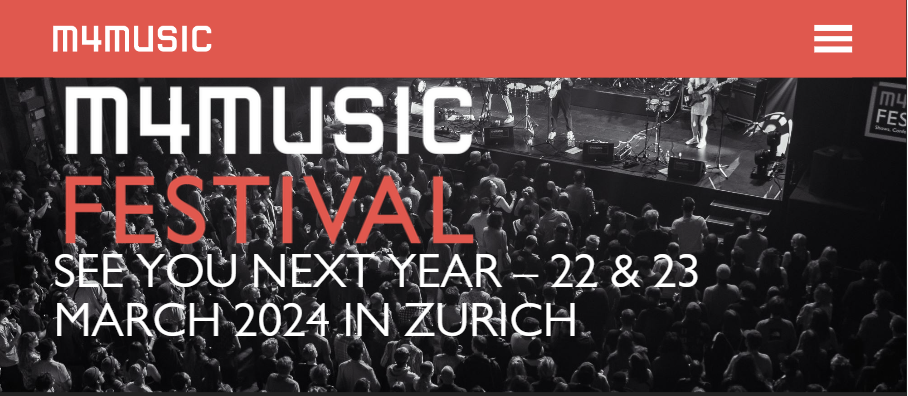 M4MUSIC
M4MUSIC
FESTIVAL
SEE YOU NEXT YEAR – 22 & 23
MARCH 2024 IN ZURICH